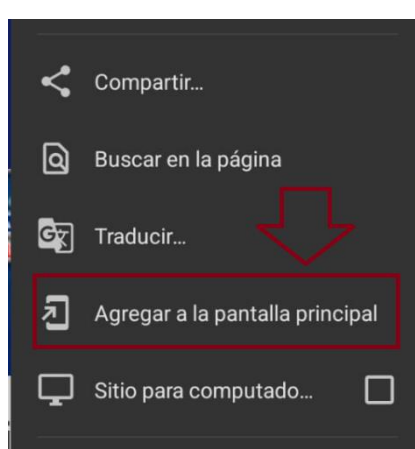 Compartir...
Buscar en la página
Traducir...
Agregar a la pantalla principal
Sitio para computado...